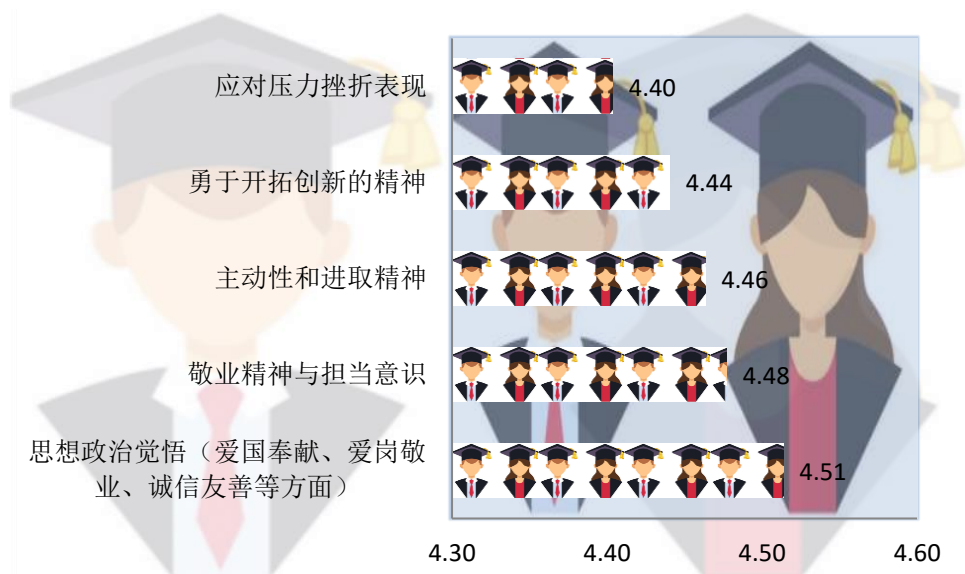 应对压力挫折表现
4.40
勇于开拓创新的精神
4.44
主动性和进取精神
4.46
敬业精神与担当意识
4.48
思想政治觉悟（爱国奉献、爱岗敬
业、诚信友善等方面）
4.51
4.30
4.40
4.50
4.60